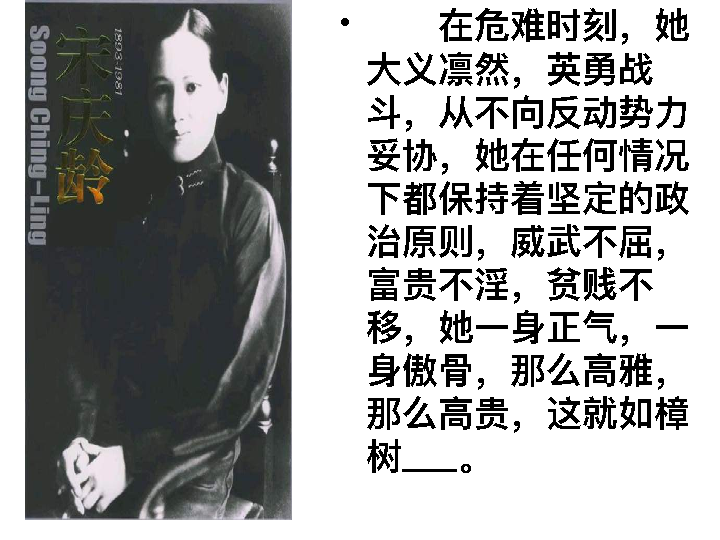 宋庆龄
1893-1981
Soong Ching-Ling
• 在危难时刻，她
大义凛然，英勇战
斗，从不向反动势力
妥协，她在任何情况
下都保持着坚定的政
治原则，威武不屈，
富贵不淫，贫贱不
移，她一身正气，一
身傲骨，那么高雅，
那么高贵，这就如樟
树___。